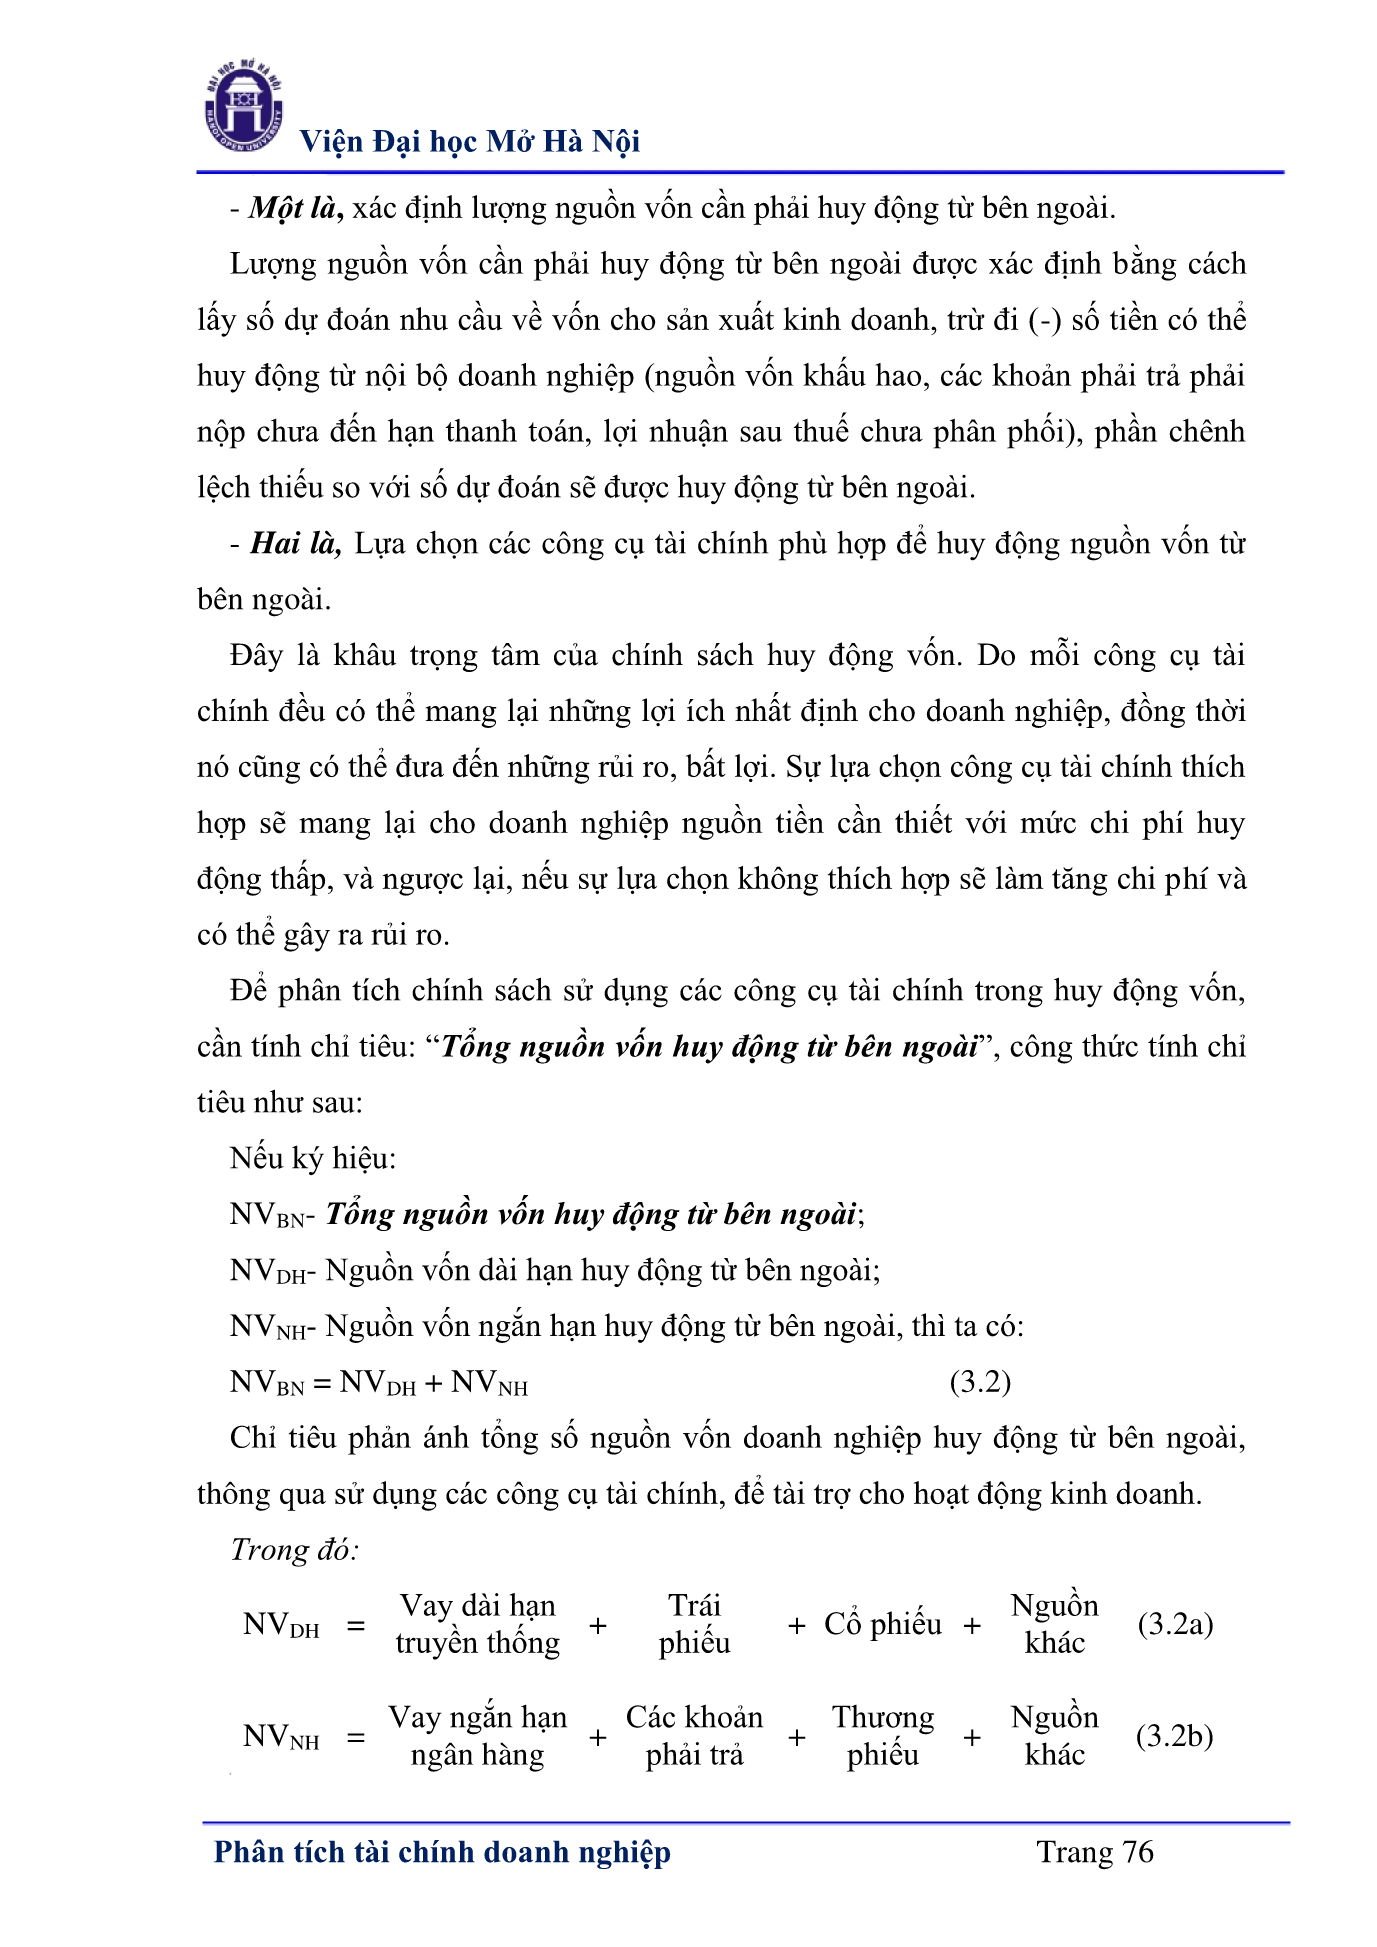 ĐẠI HỌC MỞ HÀ NỘI
HANOI OPEN UNIVERSITY
Viện Đại học Mở Hà Nội
- Một là, xác định lượng nguồn vốn cần phải huy động từ bên ngoài.
Lượng nguồn vốn cần phải huy động từ bên ngoài được xác định bằng cách
lấy số dự đoán nhu cầu về vốn cho sản xuất kinh doanh, trừ đi (-) số tiền có thể
huy động từ nội bộ doanh nghiệp (nguồn vốn khấu hao, các khoản phải trả phải
nộp chưa đến hạn thanh toán, lợi nhuận sau thuế chưa phân phối), phần chênh
lệch thiếu so với số dự đoán sẽ được huy động từ bên ngoài.
- Hai là, Lựa chọn các công cụ tài chính phù hợp để huy động nguồn vốn từ
bên ngoài.
Đây là khâu trọng tâm của chính sách huy động vốn. Do mỗi công cụ tài
chính đều có thể mang lại những lợi ích nhất định cho doanh nghiệp, đồng thời
nó cũng có thể đưa đến những rủi ro, bất lợi. Sự lựa chọn công cụ tài chính thích
hợp sẽ mang lại cho doanh nghiệp nguồn tiền cần thiết với mức chi phí huy
động thấp, và ngược lại, nếu sự lựa chọn không thích hợp sẽ làm tăng chi phí và
có thể gây ra rủi ro.
Để phân tích chính sách sử dụng các công cụ tài chính trong huy động vốn,
cần tính chỉ tiêu: “Tổng nguồn vốn huy động từ bên ngoài”, công thức tính chỉ
tiêu như sau:
Nếu ký hiệu:
NVBN- Tổng nguồn vốn huy động từ bên ngoài;
NVDH- Nguồn vốn dài hạn huy động từ bên ngoài;
NVNH- Nguồn vốn ngắn hạn huy động từ bên ngoài, thì ta có:
NVBN = NVDH + NVNH (3.2)
Chỉ tiêu phản ánh tổng số nguồn vốn doanh nghiệp huy động từ bên ngoài,
thông qua sử dụng các công cụ tài chính, để tài trợ cho hoạt động kinh doanh.
Trong đó:
NVDH = Vay dài hạn truyền thống + Trái phiếu + Cổ phiếu + Nguồn khác (3.2a)
NVNH = Vay ngắn hạn ngân hàng + Các khoản phải trả + Thương phiếu + Nguồn khác (3.2b)
Phân tích tài chính doanh nghiệp Trang 76